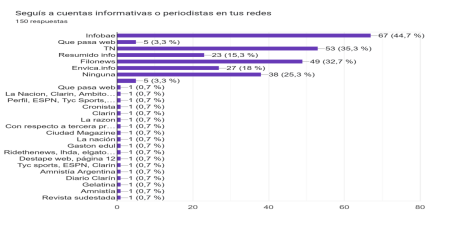 Seguís a cuentas informativas o periodistas en tus redes
150 respuestas
Infobae 67 (44,7 %)
Que pasa web 5 (3,3 %)
TN 53 (35,3 %)
Resumido info 23 (15,3 %)
Filonews 49 (32,7 %)
Envica.info 27 (18 %)
Ninguna 38 (25,3 %)
5 (3,3 %)
Que pasa web 1 (0,7 %)
La Nacion, Clarin, Ambito... 1 (0,7 %)
Perfil, ESPN, Tyc Sports,... 1 (0,7 %)
Cronista 1 (0,7 %)
Clarin 1 (0,7 %)
La razon 1 (0,7 %)
Con respecto a tercera pr... 1 (0,7 %)
Ciudad Magazine 1 (0,7 %)
La nación 1 (0,7 %)
Gaston edul 1 (0,7 %)
Ridethenews, lhda, elgato... 1 (0,7 %)
Destape web, página 12 1 (0,7 %)
Tyc sports, ESPN, Clarín 1 (0,7 %)
Amnistía Argentina 1 (0,7 %)
Diario Clarín 1 (0,7 %)
Gelatina 1 (0,7 %)
Amnistía 1 (0,7 %)
Revista sudestada 1 (0,7 %)
0 20 40 60 80